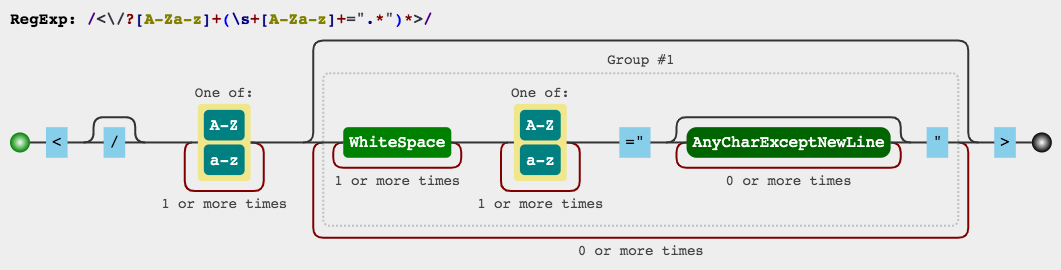 RegExp: /<\/?[A-Za-z]+(\s+[A-Za-z]+=".*")*>/
Group #1
One of: One of:
A-Z A-Z
< / WhiteSpace =" AnyCharExceptNewLine " >
a-z a-z
1 or more times 0 or more times
1 or more times 1 or more times
0 or more times